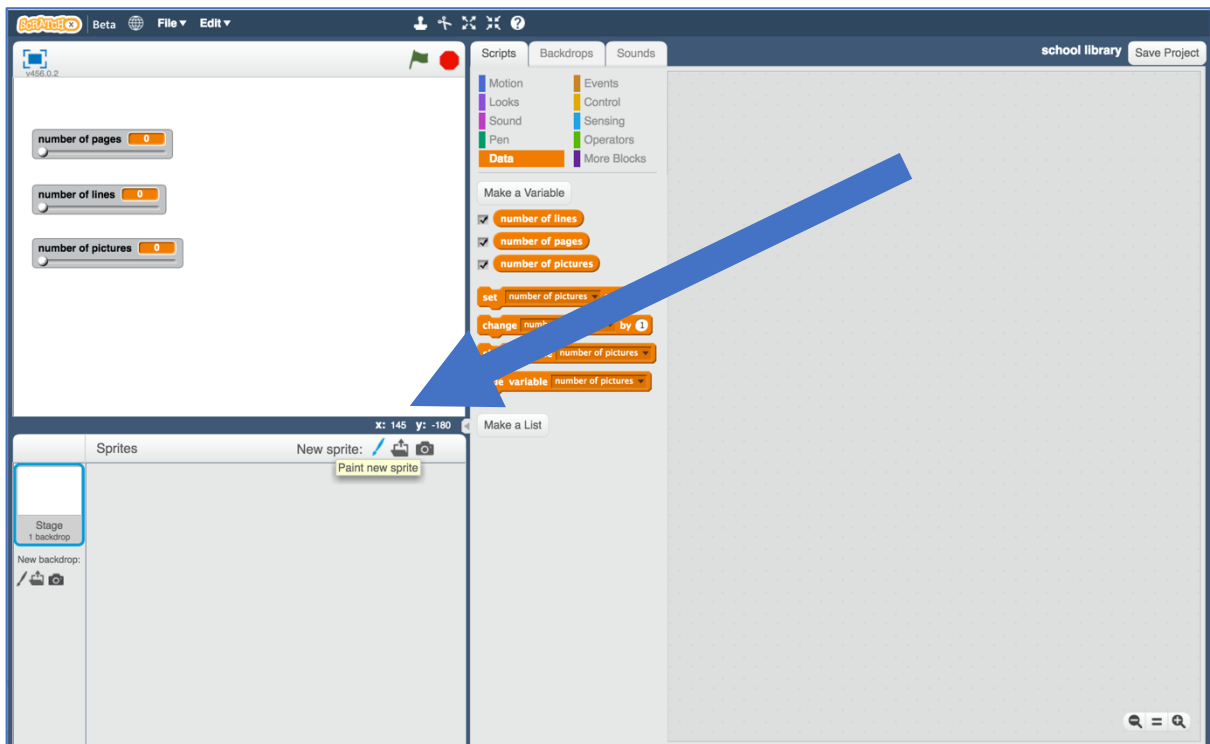 SCRATCHX Beta File Edit
school library Save Project
v456.0.2
number of pages 0
number of lines 0
number of pictures 0
x: 145 y: -180
Scripts Backdrops Sounds
Motion Events
Looks Control
Sound Sensing
Pen Operators
Data More Blocks
Make a Variable
number of lines
number of pages
number of pictures
set number of pictures
change by 1
number of pictures
variable number of pictures
Make a List
Sprites New sprite:
Paint new sprite
Stage
1 backdrop
New backdrop: